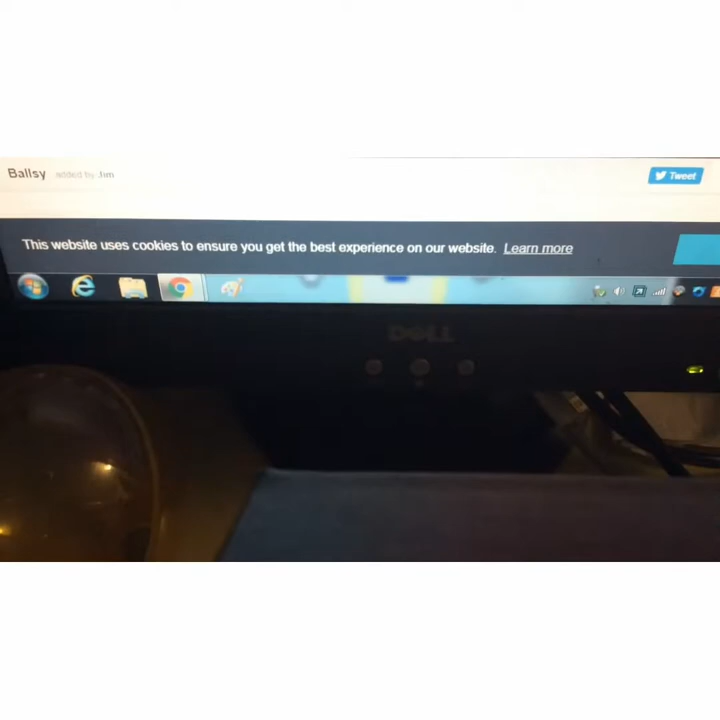 Ballsy added by Jim
Tweet
This website uses cookies to ensure you get the best experience on our website. Learn more
DELL